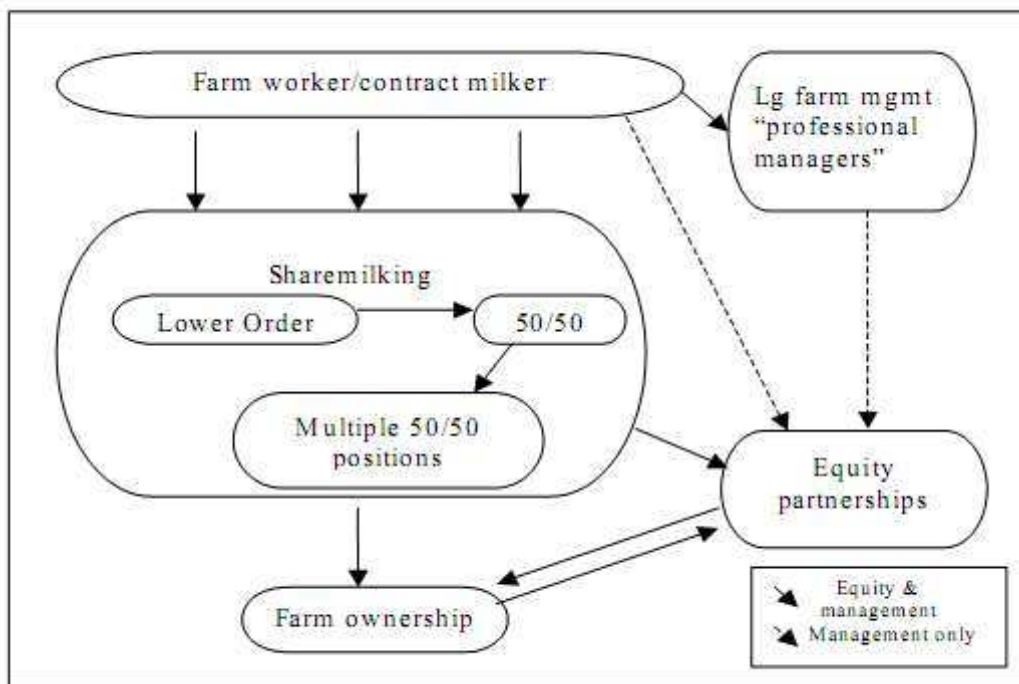 Farm worker/contract milker
Lg farm mgmt
“professional
managers”
Sharemilking
Lower Order
50/50
Multiple 50/50
positions
Equity
partnerships
Farm ownership
Equity &
management
Management only